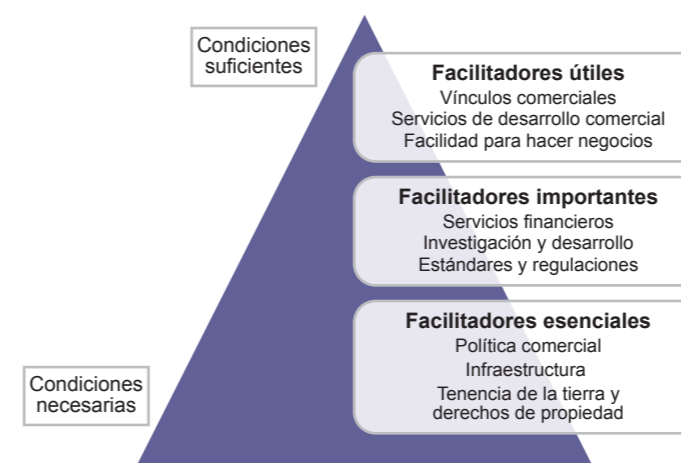 Condiciones
suficientes
Facilitadores útiles
Vínculos comerciales
Servicios de desarrollo comercial
Facilidad para hacer negocios
Facilitadores importantes
Servicios financieros
Investigación y desarrollo
Estándares y regulaciones
Facilitadores esenciales
Política comercial
Infraestructura
Tenencia de la tierra y
derechos de propiedad
Condiciones
necesarias